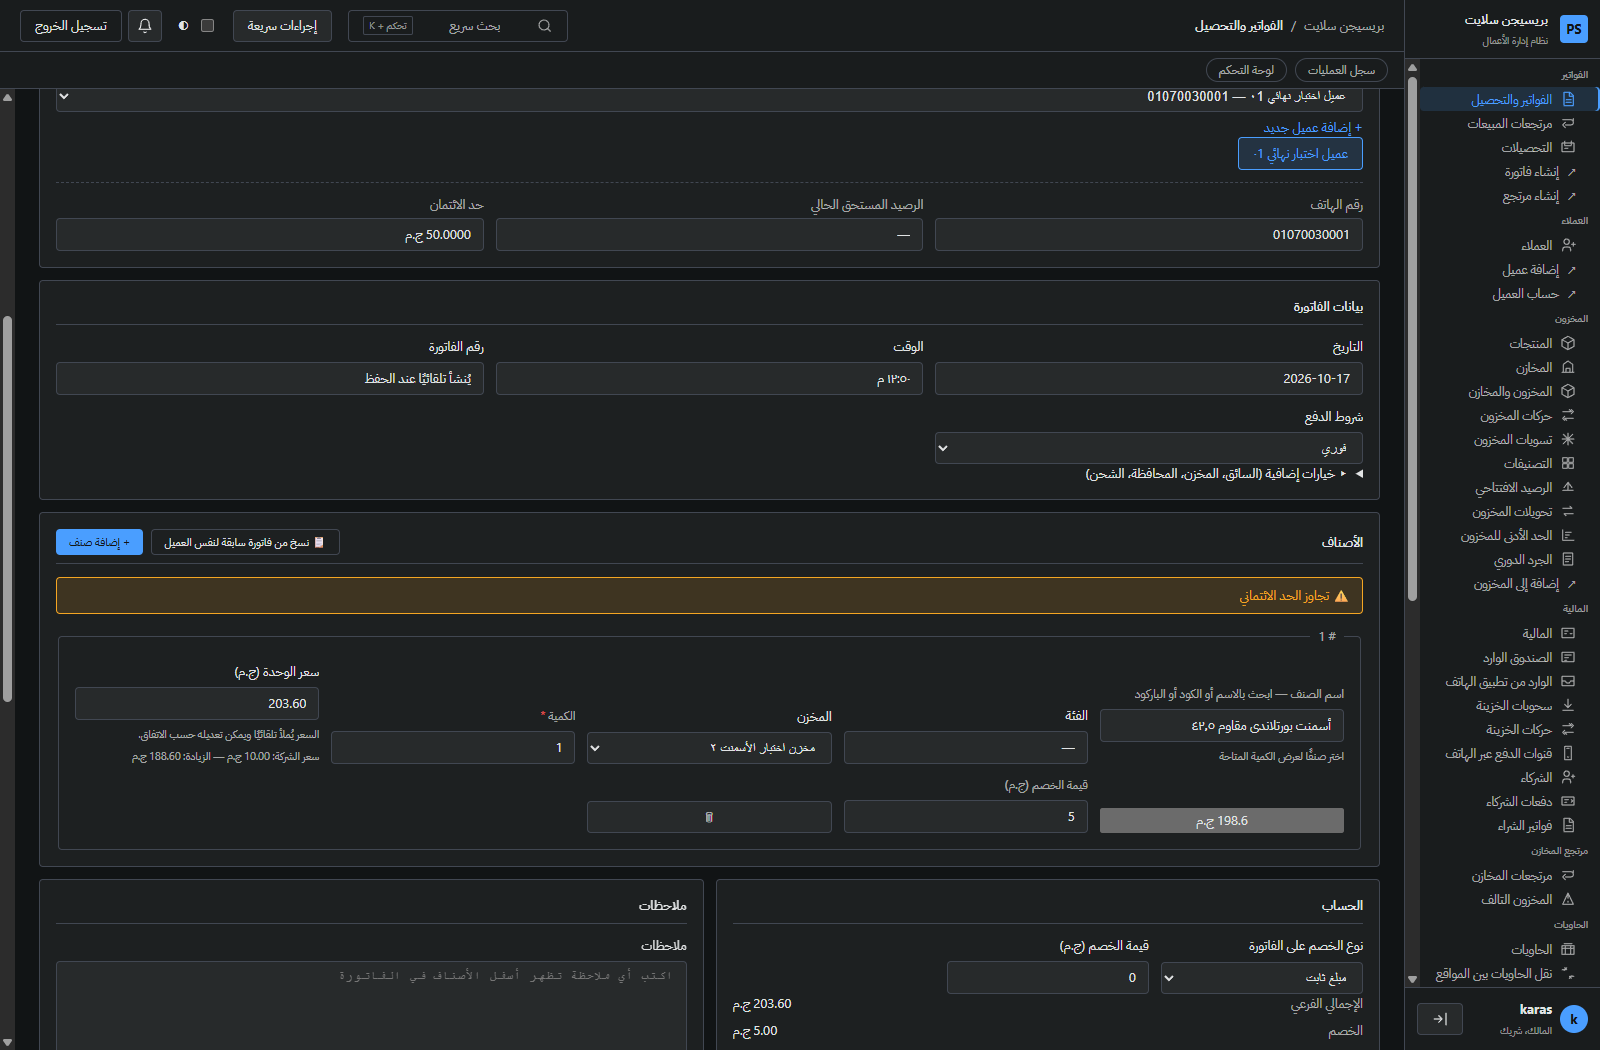 PS
بريسيجن سلايت
نظام إدارة الأعمال
بريسيجن سلايت / الفواتير والتحصيل
بحث سريع
تحكم + K
إجراءات سريعة
تسجيل الخروج
سجل العمليات
لوحة التحكم
الفواتير
الفواتير والتحصيل
مرتجعات المبيعات
التحصيلات
إنشاء فاتورة
إنشاء مرتجع
العملاء
العملاء
إضافة عميل
حساب العميل
المخزون
المنتجات
المخازن
المخزون والمخازن
حركات المخزون
تسويات المخزون
التصنيفات
الرصيد الافتتاحي
تحويلات المخزون
الحد الأدنى للمخزون
الجرد الدوري
إضافة إلى المخزون
المالية
المالية
الصندوق الوارد
الوارد من تطبيق الهاتف
سحوبات الخزينة
حركات الخزينة
قنوات الدفع عبر الهاتف
الشركاء
دفعات الشركاء
فواتير الشراء
مرتجع المخازن
مرتجعات المخازن
المخزون التالف
الحاويات
الحاويات
نقل الحاويات بين المواقع
karas
المالك، شريك
k
عميل اختبار نهائي ٠1 — 01070030001
+ إضافة عميل جديد
عميل اختبار نهائي ٠1
رقم الهاتف
الرصيد المستحق الحالي
حد الائتمان
01070030001
—
50.0000 ج.م
بيانات الفاتورة
التاريخ
الوقت
رقم الفاتورة
2026-10-17
١٢:٥٠ م
يُنشأ تلقائيًا عند الحفظ
شروط الدفع
فوري
خيارات إضافية (السائق، المخزن، المحافظة، الشحن)
الأصناف
نسخ من فاتورة سابقة لنفس العميل
+ إضافة صنف
تجاوز الحد الائتماني
# 1
اسم الصنف — ابحث بالاسم أو الكود أو الباركود
أسمنت بورتلاندى مقاوم ٤٢,٥
اختر صنفًا لعرض الكمية المتاحة
الفئة
—
المخزن
مخزن اختبار الأسمنت ٢
الكمية *
1
سعر الوحدة (ج.م)
203.60
السعر يُملأ تلقائيًا ويمكن تعديله حسب الاتفاق.
سعر الشركة: 10.00 ج.م — الزيادة: 188.60 ج.م
198.6 ج.م
قيمة الخصم (ج.م)
5
الحساب
نوع الخصم على الفاتورة
قيمة الخصم (ج.م)
مبلغ ثابت
0
الإجمالي الفرعي
203.60 ج.م
الخصم
5.00 ج.م
ملاحظات
ملاحظات
اكتب أي ملاحظة تظهر أسفل الأصناف في الفاتورة